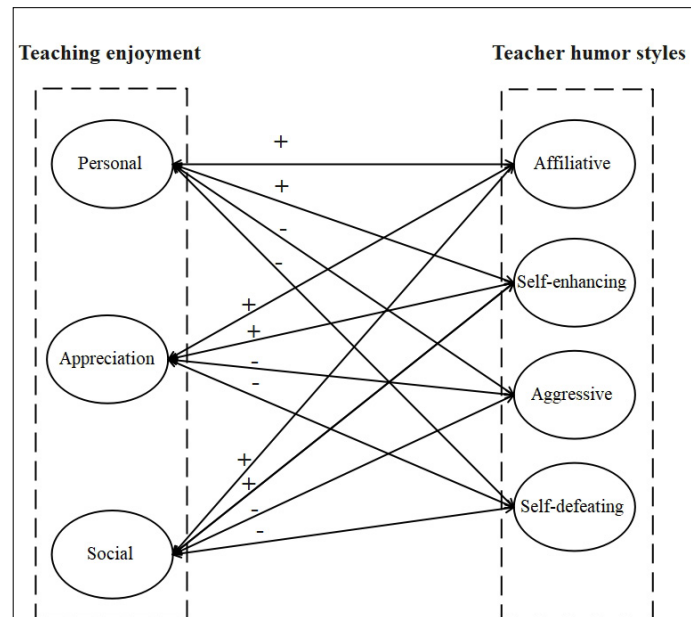 Teaching enjoyment
Teacher humor styles
Personal
Appreciation
Social
Affiliative
Self-enhancing
Aggressive
Self-defeating
+
+
-
-
+
+
-
-
+
+
-
-